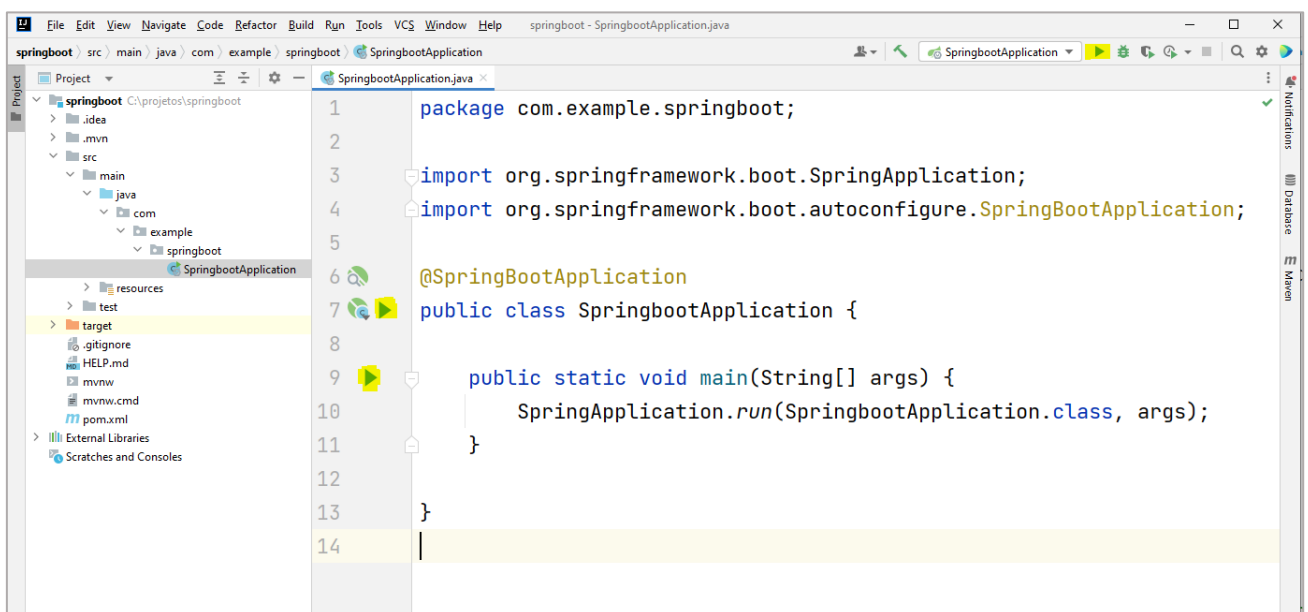 File Edit View Navigate Code Refactor Build Run Tools VCS Window Help springboot - SpringbootApplication.java
springboot src main java com example springboot SpringbootApplication
SpringbootApplication
Project
Project
springboot C:\projetos\springboot
.idea
.mvn
src
main
java
com
example
springboot
SpringbootApplication
resources
test
target
.gitignore
HELP.md
mvnw
mvnw.cmd
pom.xml
External Libraries
Scratches and Consoles
SpringbootApplication.java
1 package com.example.springboot;
2
3 import org.springframework.boot.SpringApplication;
4 import org.springframework.boot.autoconfigure.SpringBootApplication;
5
6 @SpringBootApplication
7 public class SpringbootApplication {
8
9 public static void main(String[] args) {
10 SpringApplication.run(SpringbootApplication.class, args);
11 }
12
13 }
14
Notifications
Database
m Maven